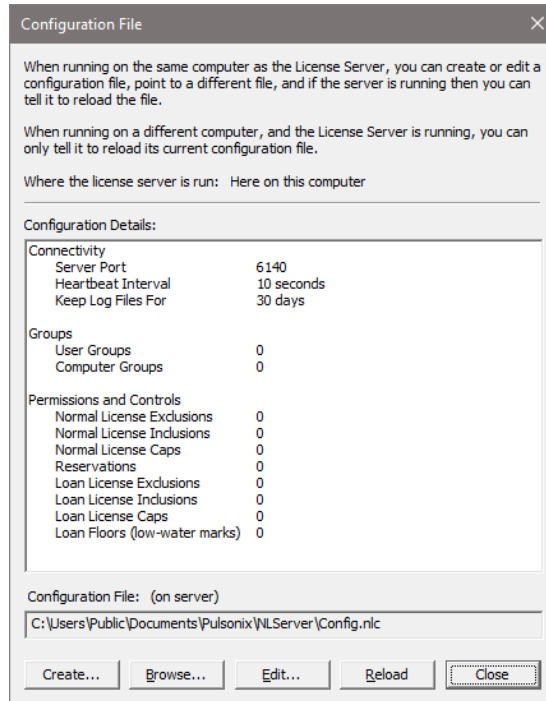 Configuration File
When running on the same computer as the License Server, you can create or edit a
configuration file, point to a different file, and if the server is running then you can
tell it to reload the file.
When running on a different computer, and the License Server is running, you can
only tell it to reload its current configuration file.
Where the license server is run: Here on this computer
Configuration Details:
Connectivity
Server Port 6140
Heartbeat Interval 10 seconds
Keep Log Files For 30 days
Groups
User Groups 0
Computer Groups 0
Permissions and Controls
Normal License Exclusions 0
Normal License Inclusions 0
Normal License Caps 0
Reservations 0
Loan License Exclusions 0
Loan License Inclusions 0
Loan License Caps 0
Loan Floors (low-water marks) 0
Configuration File: (on server)
C:\Users\Public\Documents\Pulsonix\NLServer\Config.nlc
Create... Browse... Edit... Reload Close